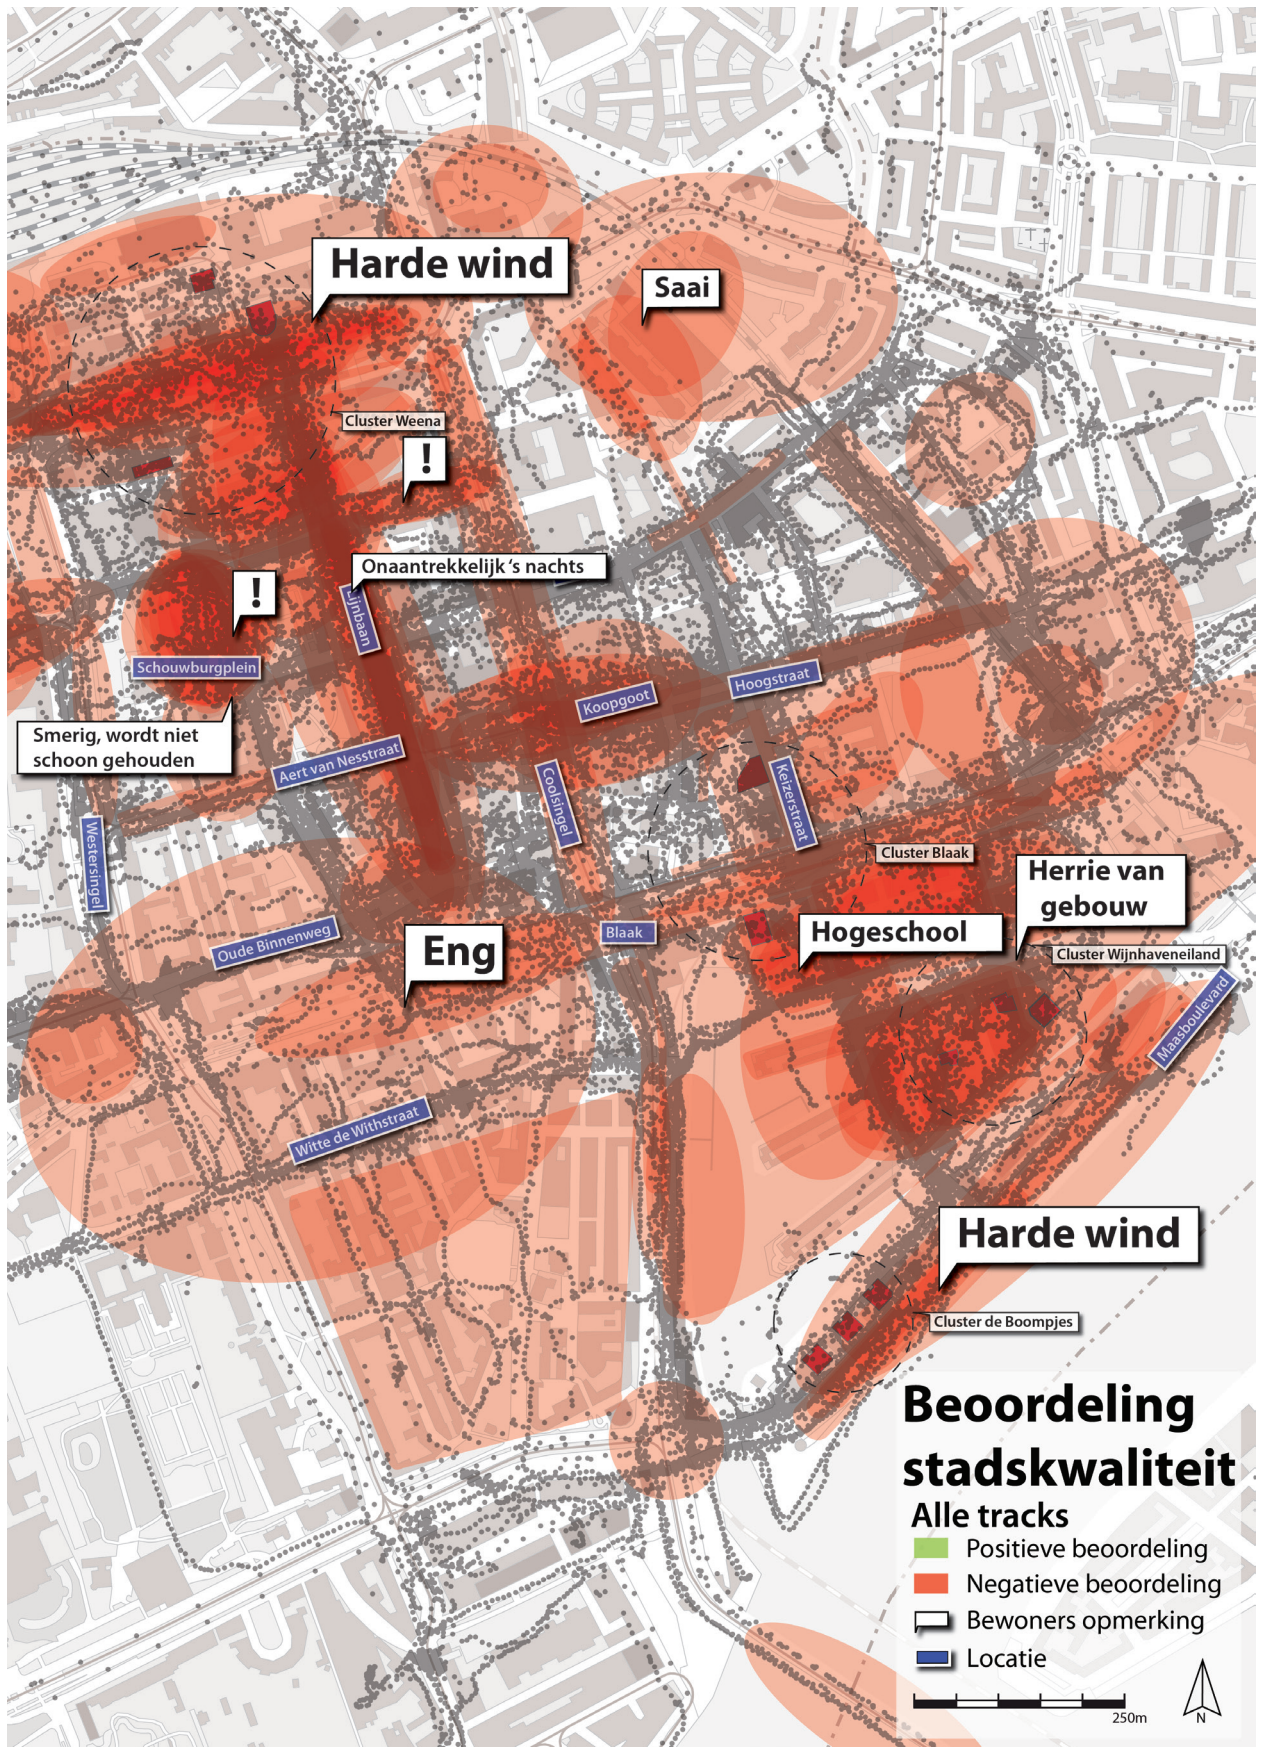 Harde wind
Saai
Cluster Weena
!
Onaantrekkelijk 's nachts
!
Lijnbaan
Schouwburgplein
Hoogstraat
Koopgoot
Smerig, wordt niet
schoon gehouden
Aert van Nesstraat
Coolsingel
Keizerstraat
Westersingel
Cluster Blaak
Herrie van
gebouw
Oude Binnenweg
Blaak
Hogeschool
Eng
Cluster Wijnhaveneiland
Maasboulevard
Witte de Withstraat
Harde wind
Cluster de Boompjes
Beoordeling
stadskwaliteit
Alle tracks
Positieve beoordeling
Negatieve beoordeling
Bewoners opmerking
Locatie
250m
N